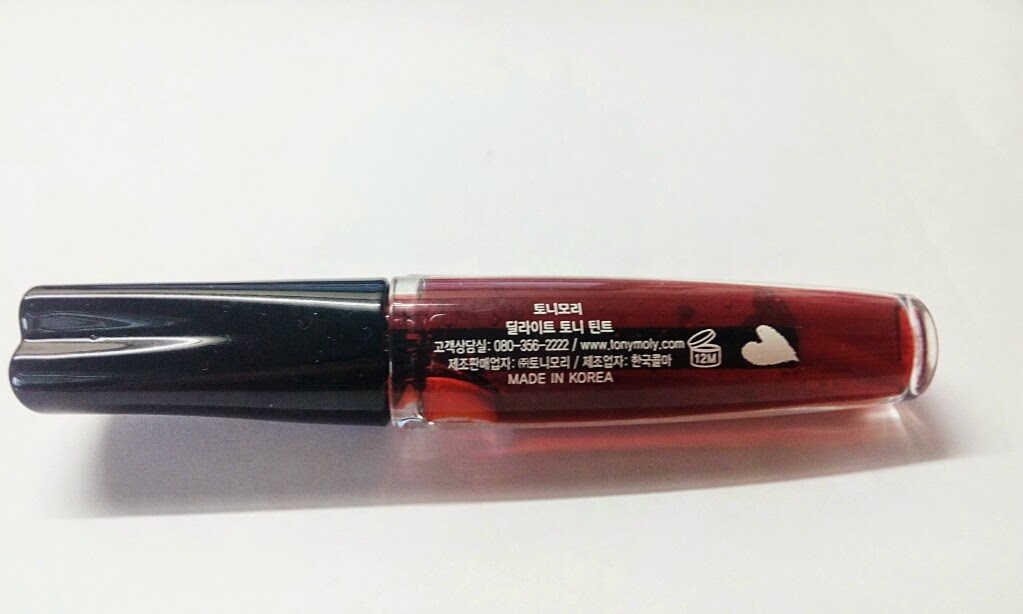 토니모리
딜라이트 토니 틴트
고객상담실: 080-356-2222 / www.tonymoly.com
제조판매업자: ㈜토니모리 / 제조업자: 한국콜마
MADE IN KOREA
12M